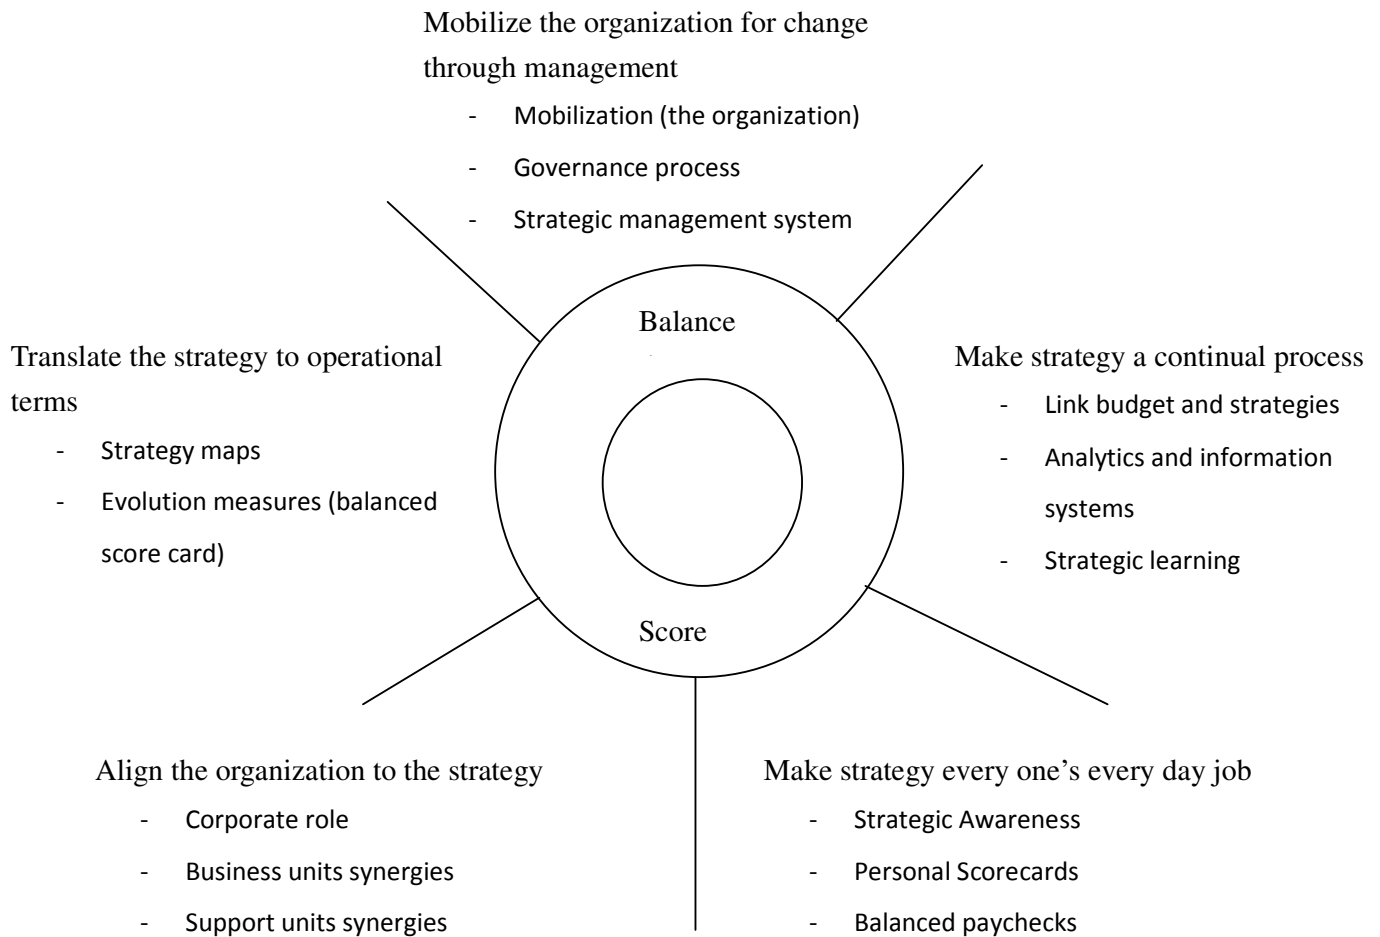 Mobilize the organization for change
through management
- Mobilization (the organization)
- Governance process
- Strategic management system
Balance
Translate the strategy to operational
terms
- Strategy maps
- Evolution measures (balanced
score card)
Make strategy a continual process
- Link budget and strategies
- Analytics and information
systems
- Strategic learning
Score
Align the organization to the strategy
- Corporate role
- Business units synergies
- Support units synergies
Make strategy every one’s every day job
- Strategic Awareness
- Personal Scorecards
- Balanced paychecks